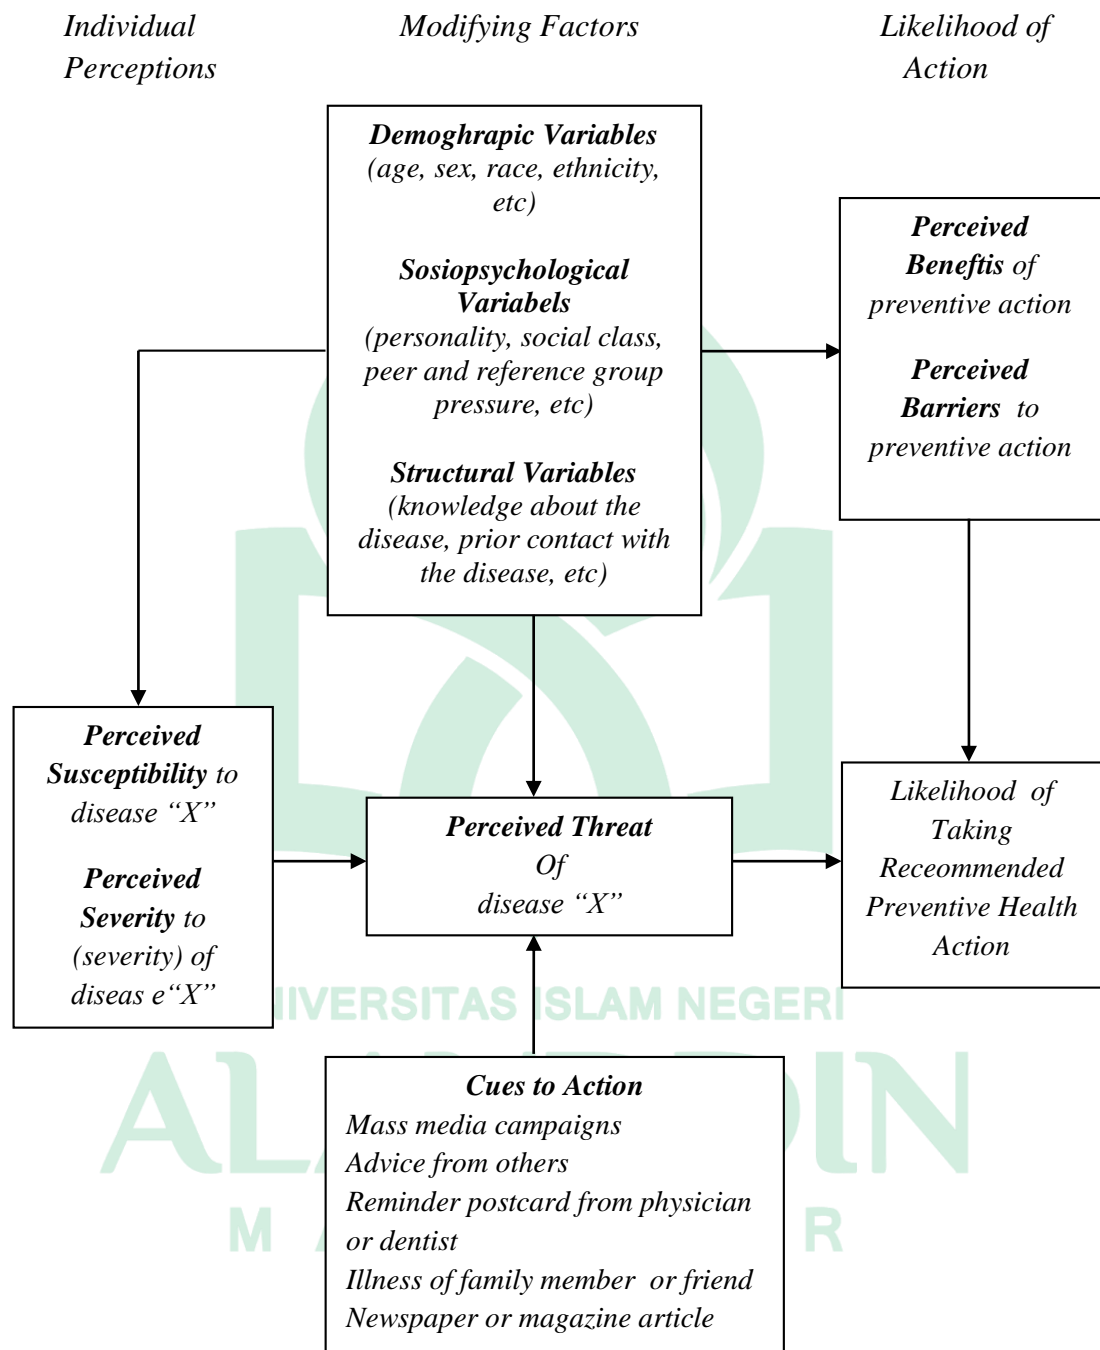 Individual
Perceptions
Modifying Factors
Likelihood of
Action
Demoghrapic Variables
(age, sex, race, ethnicity,
etc)
Sosiopsychological
Variabels
(personality, social class,
peer and reference group
pressure, etc)
Structural Variables
(knowledge about the
disease, prior contact with
the disease, etc)
Perceived
Beneftis of
preventive action
Perceived
Barriers to
preventive action
Perceived
Susceptibility to
disease “X”
Perceived
Severity to
(severity) of
diseas e“X”
Perceived Threat
Of
disease “X”
Likelihood of
Taking
Receommended
Preventive Health
Action
Cues to Action
Mass media campaigns
Advice from others
Reminder postcard from physician
or dentist
Illness of family member or friend
Newspaper or magazine article
NIVERSITAS ISLAM NEGERI